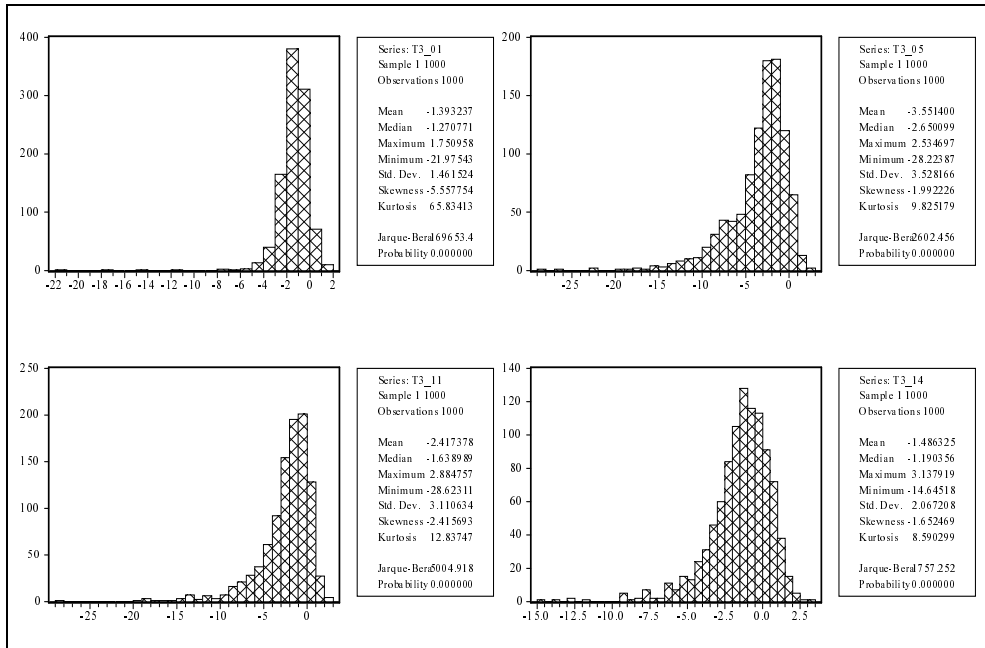 400
300
200
100
0
-22 -20 -18 -16 -14 -12 -10 -8 -6 -4 -2 0 2
Series: T3_01
Sample 1 1000
Observations 1000
Mean -1.393237
Median -1.270771
Maximum 1.750958
Minimum -21.97543
Std. Dev. 1.461524
Skewness -5.557754
Kurtosis 65.83413
Jarque-Bera 169653.4
Probability 0.000000
200
150
100
50
0
-25 -20 -15 -10 -5 0
Series: T3_05
Sample 1 1000
Observations 1000
Mean -3.551400
Median -2.650099
Maximum 2.534697
Minimum -28.22387
Std. Dev. 3.528166
Skewness -1.992226
Kurtosis 9.825179
Jarque-Bera 2602.456
Probability 0.000000
250
200
150
100
50
0
-25 -20 -15 -10 -5 0
Series: T3_11
Sample 1 1000
Observations 1000
Mean -2.417378
Median -1.638989
Maximum 2.884757
Minimum -28.62311
Std. Dev. 3.110634
Skewness -2.415693
Kurtosis 12.83747
Jarque-Bera 5004.918
Probability 0.000000
140
120
100
80
60
40
20
0
-15.0 -12.5 -10.0 -7.5 -5.0 -2.5 0.0 2.5
Series: T3_14
Sample 1 1000
Observations 1000
Mean -1.486325
Median -1.190356
Maximum 3.137919
Minimum -14.64518
Std. Dev. 2.067208
Skewness -1.652469
Kurtosis 8.590299
Jarque-Bera 1757.252
Probability 0.000000